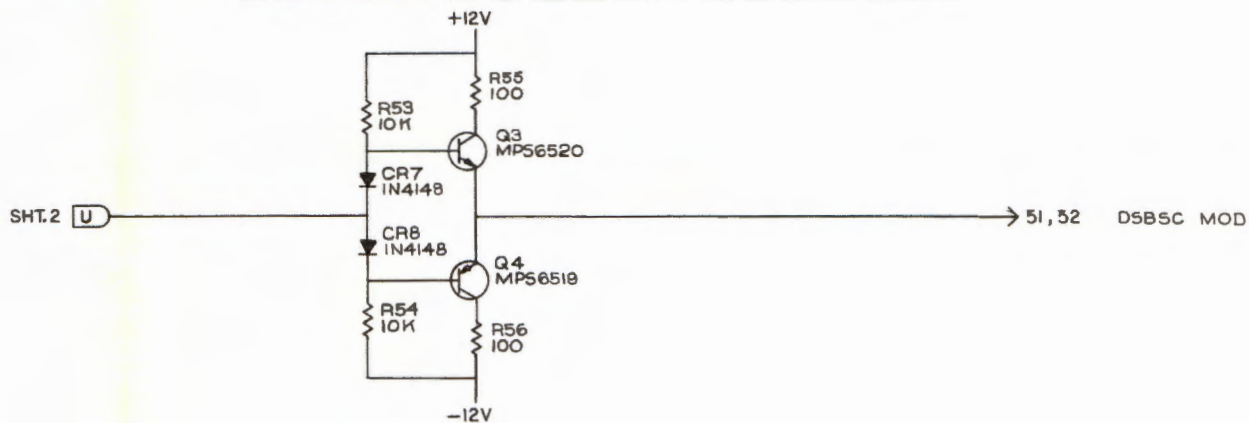 +12V
R55
100
R53
10K
Q3
MPS6520
CR7
1N4148
SHT.2 U
51,52 DSBSC MOD
CR8
1N4148
Q4
MPS6519
R54
10K
R56
100
-12V